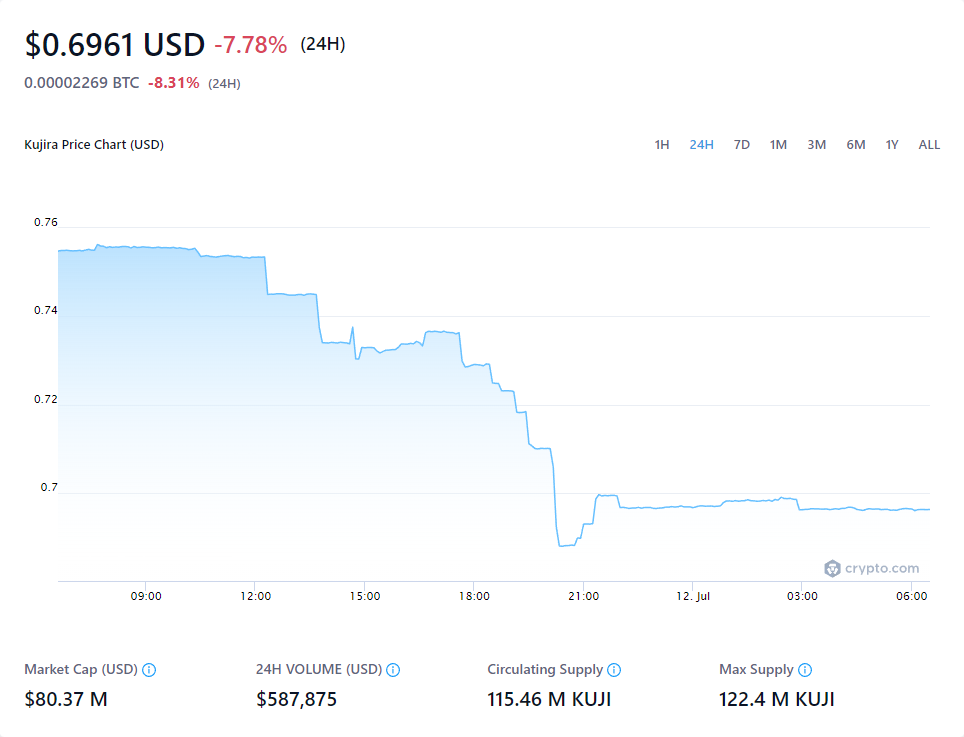 $0.6961 USD -7.78% (24H)
0.00002269 BTC -8.31% (24H)
Kujira Price Chart (USD) 1H 24H 7D 1M 3M 6M 1Y ALL
0.76
0.74
0.72
0.7
crypto.com
09:00 12:00 15:00 18:00 21:00 12. Jul 03:00 06:00
Market Cap (USD) 24H VOLUME (USD) Circulating Supply Max Supply
$80.37 M $587,875 115.46 M KUJI 122.4 M KUJI